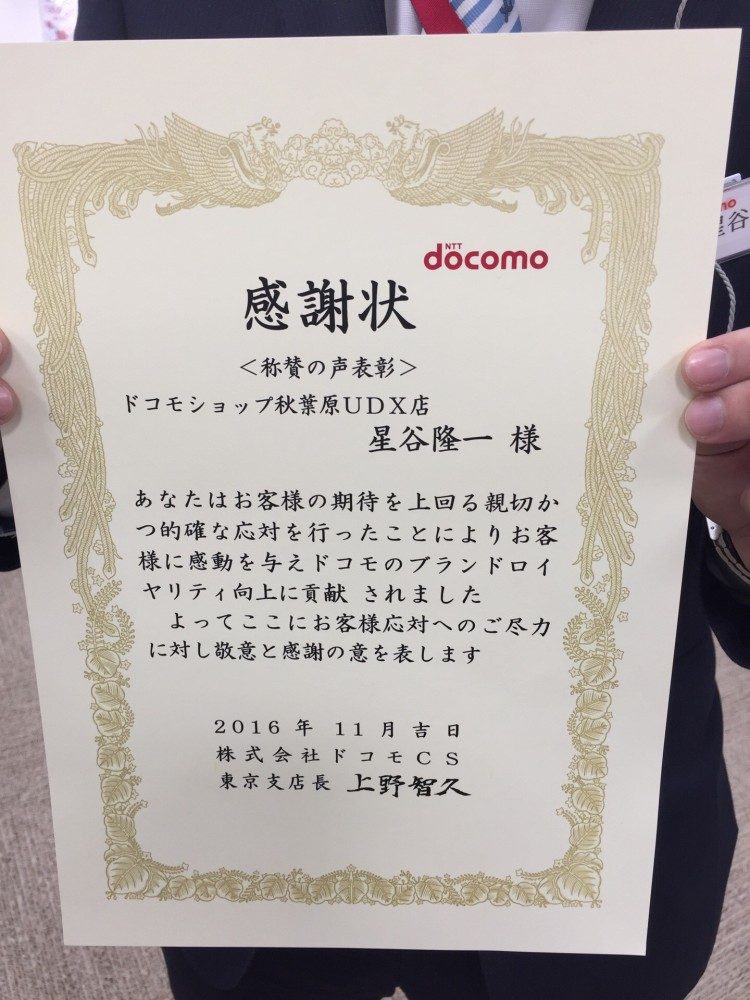 NTT
docomo
感謝状
＜称賛の声表彰＞
ドコモショップ秋葉原UDX店
星谷隆一 様
あなたはお客様の期待を上回る親切か
つ的確な応対を行ったことによりお客
様に感動を与えドコモのブランドロイ
ヤリティ向上に貢献 されました
よってここにお客様応対へのご尽力
に対し敬意と感謝の意を表します
2016 年 11 月 吉 日
株式会社ドコモCS
東京支店長 上野智久
星谷